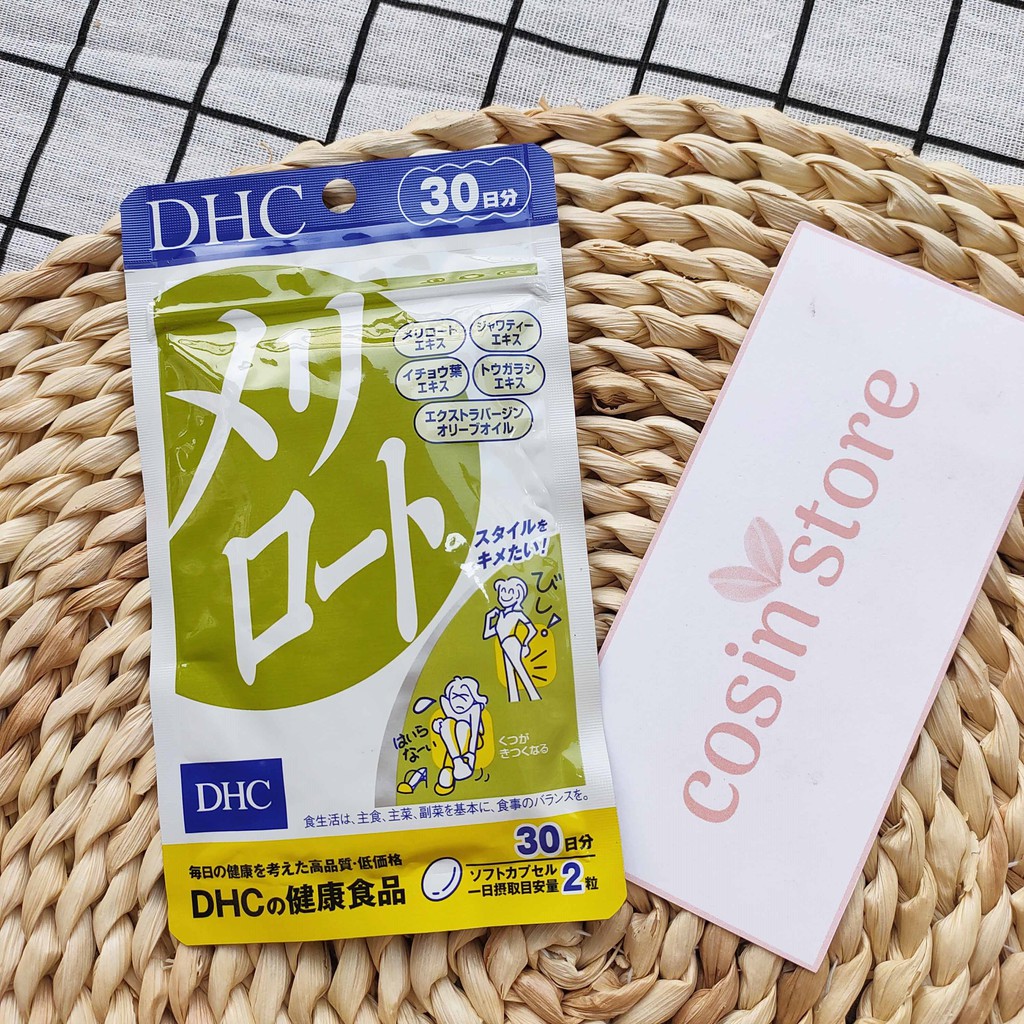 DHC
30日分
メリロート
エキス
ジャワティー
エキス
イチョウ葉
エキス
トウガラシ
エキス
エクストラバージン
オリーブオイル
メリ
ロート
スタイルを
キメたい!
びしッ
はいら
な〜い
くつが
きつくなる
DHC
食生活は、主食、主菜、副菜を基本に、食事のバランスを。
毎日の健康を考えた高品質・低価格
DHCの健康食品
30日分
ソフトカプセル
一日摂取目安量2粒
cosin store